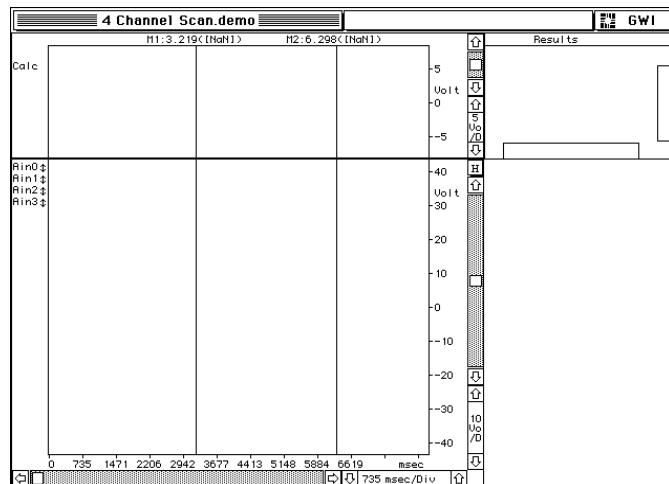 4 Channel Scan.demo
GWI
M1:3.219([NaN]) M2:6.298([NaN])
Results
Calc
5
Volt
0
-5
5
Vo
/D
Ain0
Ain1
Ain2
Ain3
H
40
Volt
30
20
10
0
-10
-20
-30
-40
10
Vo
/D
0 735 1471 2206 2942 3677 4413 5148 5884 6619 msec
735 msec/Div